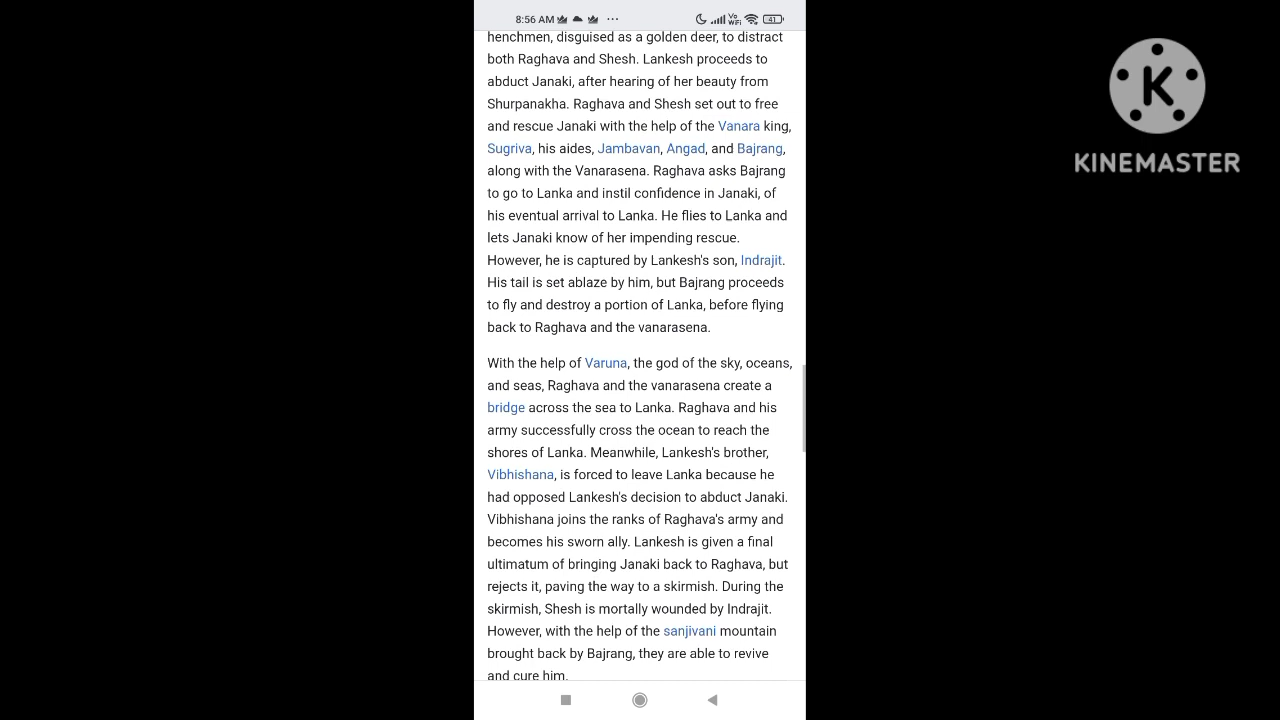 8:56 AM
Vo WiFi
41
henchmen, disguised as a golden deer, to distract
both Raghava and Shesh. Lankesh proceeds to
abduct Janaki, after hearing of her beauty from
Shurpanakha. Raghava and Shesh set out to free
and rescue Janaki with the help of the Vanara king,
Sugriva, his aides, Jambavan, Angad, and Bajrang,
along with the Vanarasena. Raghava asks Bajrang
to go to Lanka and instil confidence in Janaki, of
his eventual arrival to Lanka. He flies to Lanka and
lets Janaki know of her impending rescue.
However, he is captured by Lankesh's son, Indrajit.
His tail is set ablaze by him, but Bajrang proceeds
to fly and destroy a portion of Lanka, before flying
back to Raghava and the vanarasena.
With the help of Varuna, the god of the sky, oceans,
and seas, Raghava and the vanarasena create a
bridge across the sea to Lanka. Raghava and his
army successfully cross the ocean to reach the
shores of Lanka. Meanwhile, Lankesh's brother,
Vibhishana, is forced to leave Lanka because he
had opposed Lankesh's decision to abduct Janaki.
Vibhishana joins the ranks of Raghava's army and
becomes his sworn ally. Lankesh is given a final
ultimatum of bringing Janaki back to Raghava, but
rejects it, paving the way to a skirmish. During the
skirmish, Shesh is mortally wounded by Indrajit.
However, with the help of the sanjivani mountain
brought back by Bajrang, they are able to revive
and cure him.
K
KINEMASTER